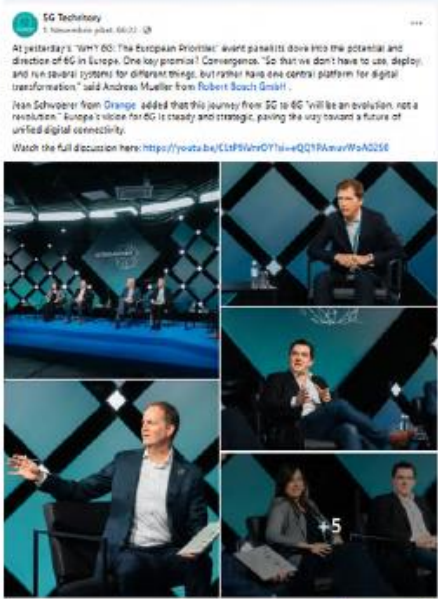 5G Techritory
At yesterday's "WHY 6G: The European Priorities" event panelists dove into the potential and
direction of 6G in Europe. One key promise? Convergence. "So that we don't have to use, deploy,
and run several systems for different things, but rather have one central platform for digital
transformation," said Andreas Mueller from Robert Bosch GmbH .
Jean Schwoerer from Orange added that this journey from 5G to 6G "will be an evolution, not a
revolution." Europe's vision for 6G is steady and strategic, paving the way toward a future of
unified digital connectivity.
Watch the full discussion here:
+5